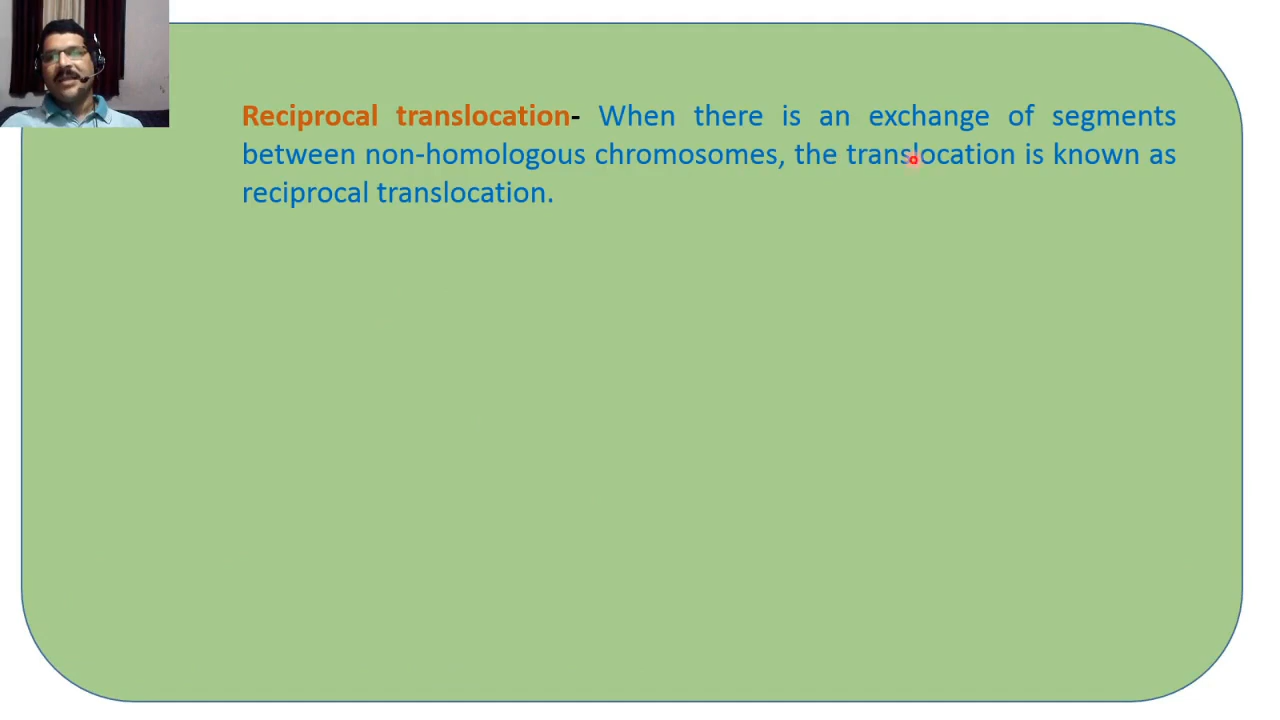 Reciprocal translocation- When there is an exchange of segments
between non-homologous chromosomes, the translocation is known as
reciprocal translocation.